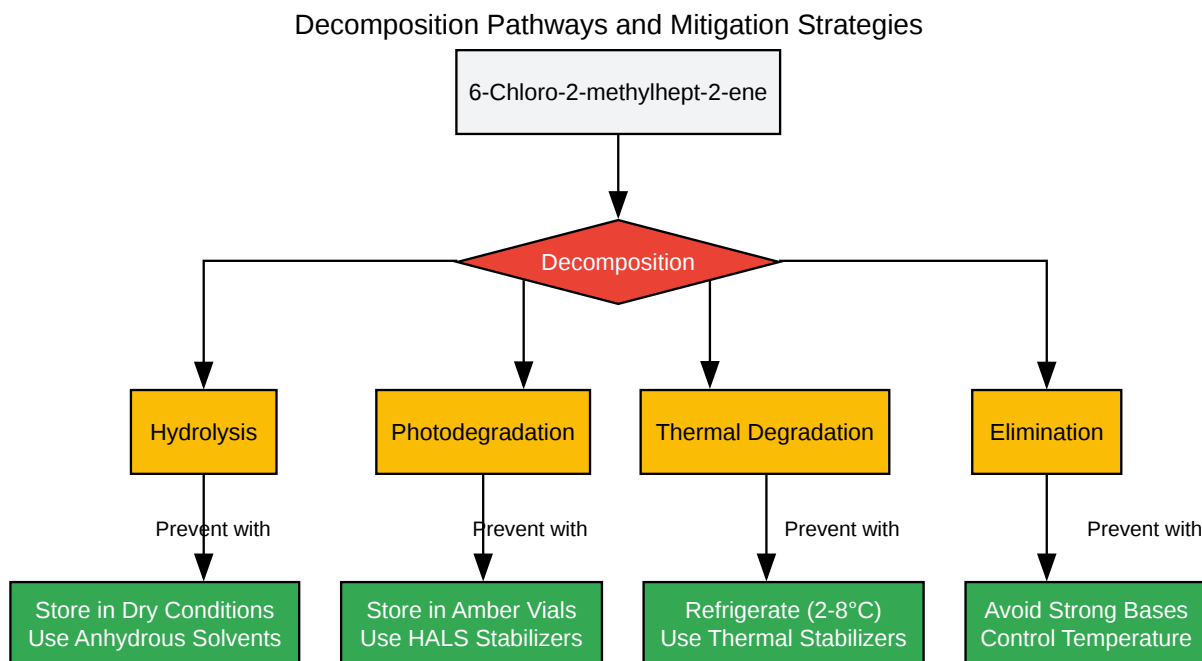 Decomposition Pathways and Mitigation Strategies
6-Chloro-2-methylhept-2-ene
Decomposition
Hydrolysis
Photodegradation
Thermal Degradation
Elimination
Prevent with
Prevent with
Prevent with
Prevent with
Store in Dry Conditions
Use Anhydrous Solvents
Store in Amber Vials
Use HALS Stabilizers
Refrigerate (2-8°C)
Use Thermal Stabilizers
Avoid Strong Bases
Control Temperature